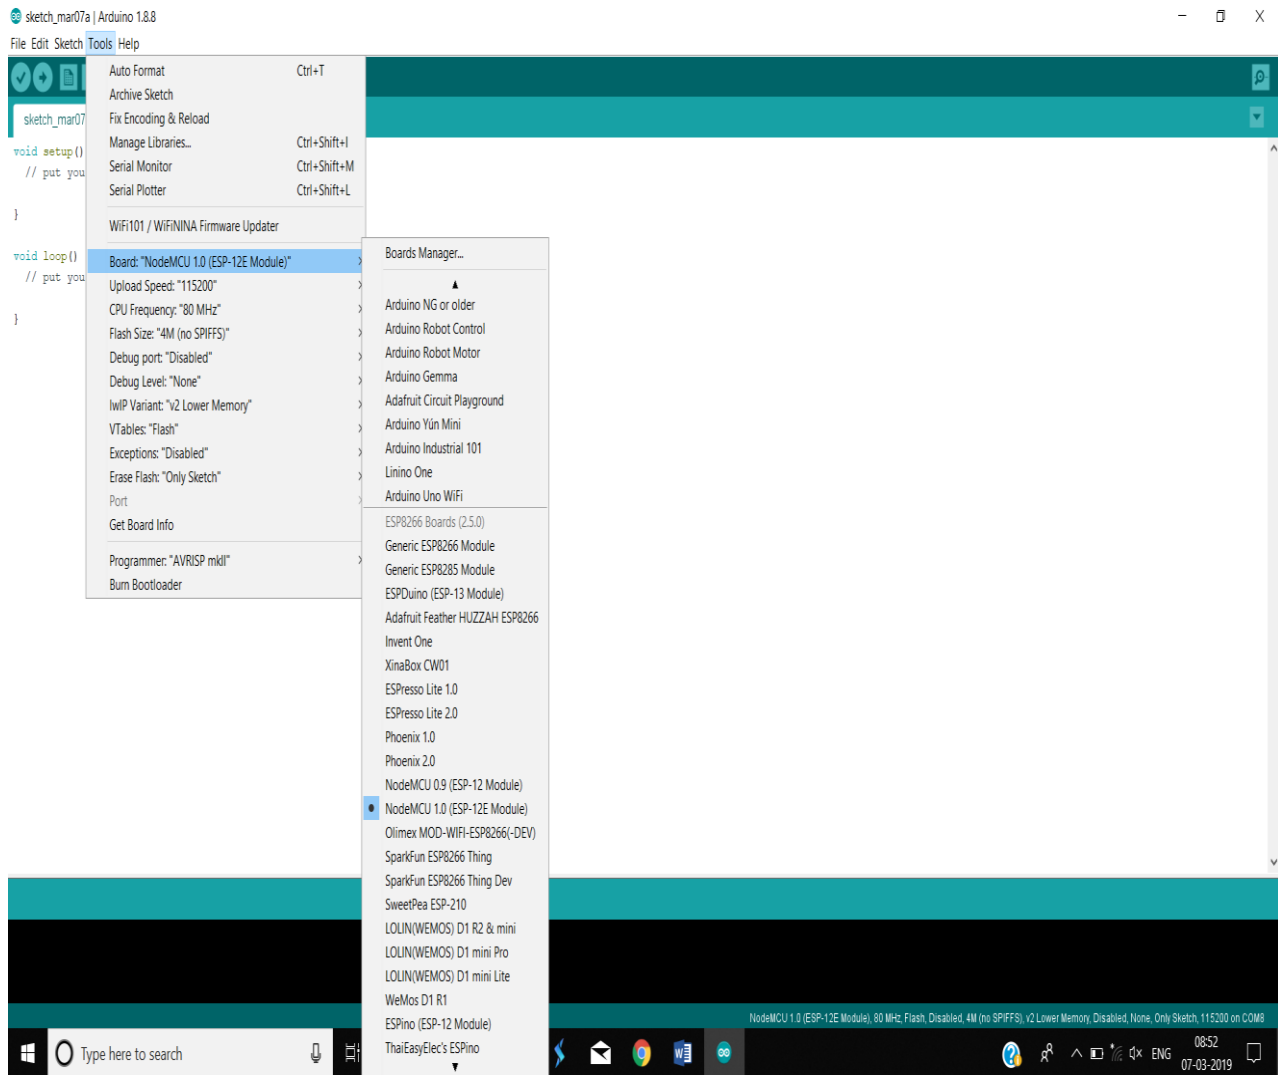 sketch_mar07a | Arduino 1.8.8
File Edit Sketch Tools Help
sketch_mar07
void setup()
// put you
}
void loop()
// put you
}
Auto Format Ctrl+T
Archive Sketch
Fix Encoding & Reload
Manage Libraries... Ctrl+Shift+I
Serial Monitor Ctrl+Shift+M
Serial Plotter Ctrl+Shift+L
WiFi101 / WiFiNINA Firmware Updater
Board: "NodeMCU 1.0 (ESP-12E Module)"
Upload Speed: "115200"
CPU Frequency: "80 MHz"
Flash Size: "4M (no SPIFFS)"
Debug port: "Disabled"
Debug Level: "None"
lwIP Variant: "v2 Lower Memory"
VTables: "Flash"
Exceptions: "Disabled"
Erase Flash: "Only Sketch"
Port
Get Board Info
Programmer: "AVRISP mkII"
Burn Bootloader
Boards Manager...
Arduino NG or older
Arduino Robot Control
Arduino Robot Motor
Arduino Gemma
Adafruit Circuit Playground
Arduino Yún Mini
Arduino Industrial 101
Linino One
Arduino Uno WiFi
ESP8266 Boards (2.5.0)
Generic ESP8266 Module
Generic ESP8285 Module
ESPDuino (ESP-13 Module)
Adafruit Feather HUZZAH ESP8266
Invent One
XinaBox CW01
ESPresso Lite 1.0
ESPresso Lite 2.0
Phoenix 1.0
Phoenix 2.0
NodeMCU 0.9 (ESP-12 Module)
NodeMCU 1.0 (ESP-12E Module)
Olimex MOD-WIFI-ESP8266(-DEV)
SparkFun ESP8266 Thing
SparkFun ESP8266 Thing Dev
SweetPea ESP-210
LOLIN(WEMOS) D1 R2 & mini
LOLIN(WEMOS) D1 mini Pro
LOLIN(WEMOS) D1 mini Lite
WeMos D1 R1
ESPino (ESP-12 Module)
ThaiEasyElec's ESPino
NodeMCU 1.0 (ESP-12E Module), 80 MHz, Flash, Disabled, 4M (no SPIFFS), v2 Lower Memory, Disabled, None, Only Sketch, 115200 on COM8
Type here to search
ENG
08:52
07-03-2019